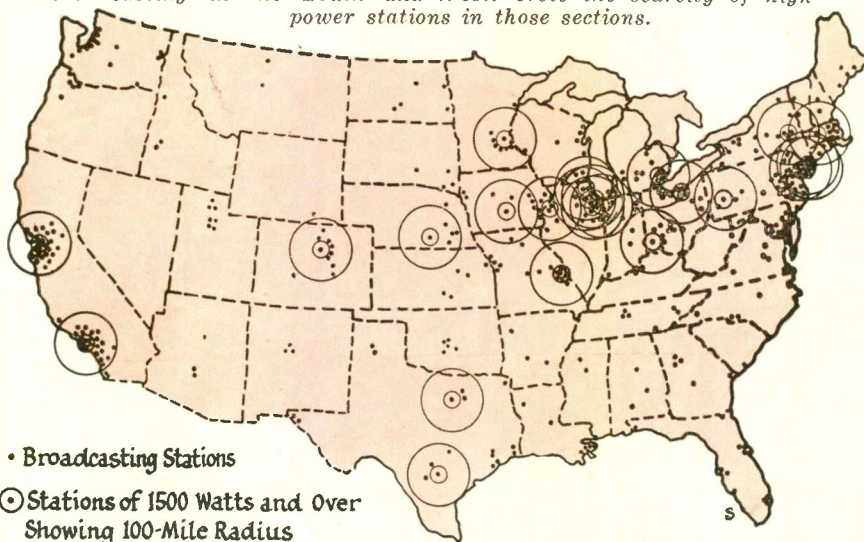 power stations in those sections.
• Broadcasting Stations
Stations of 1500 Watts and Over
Showing 100-Mile Radius
S